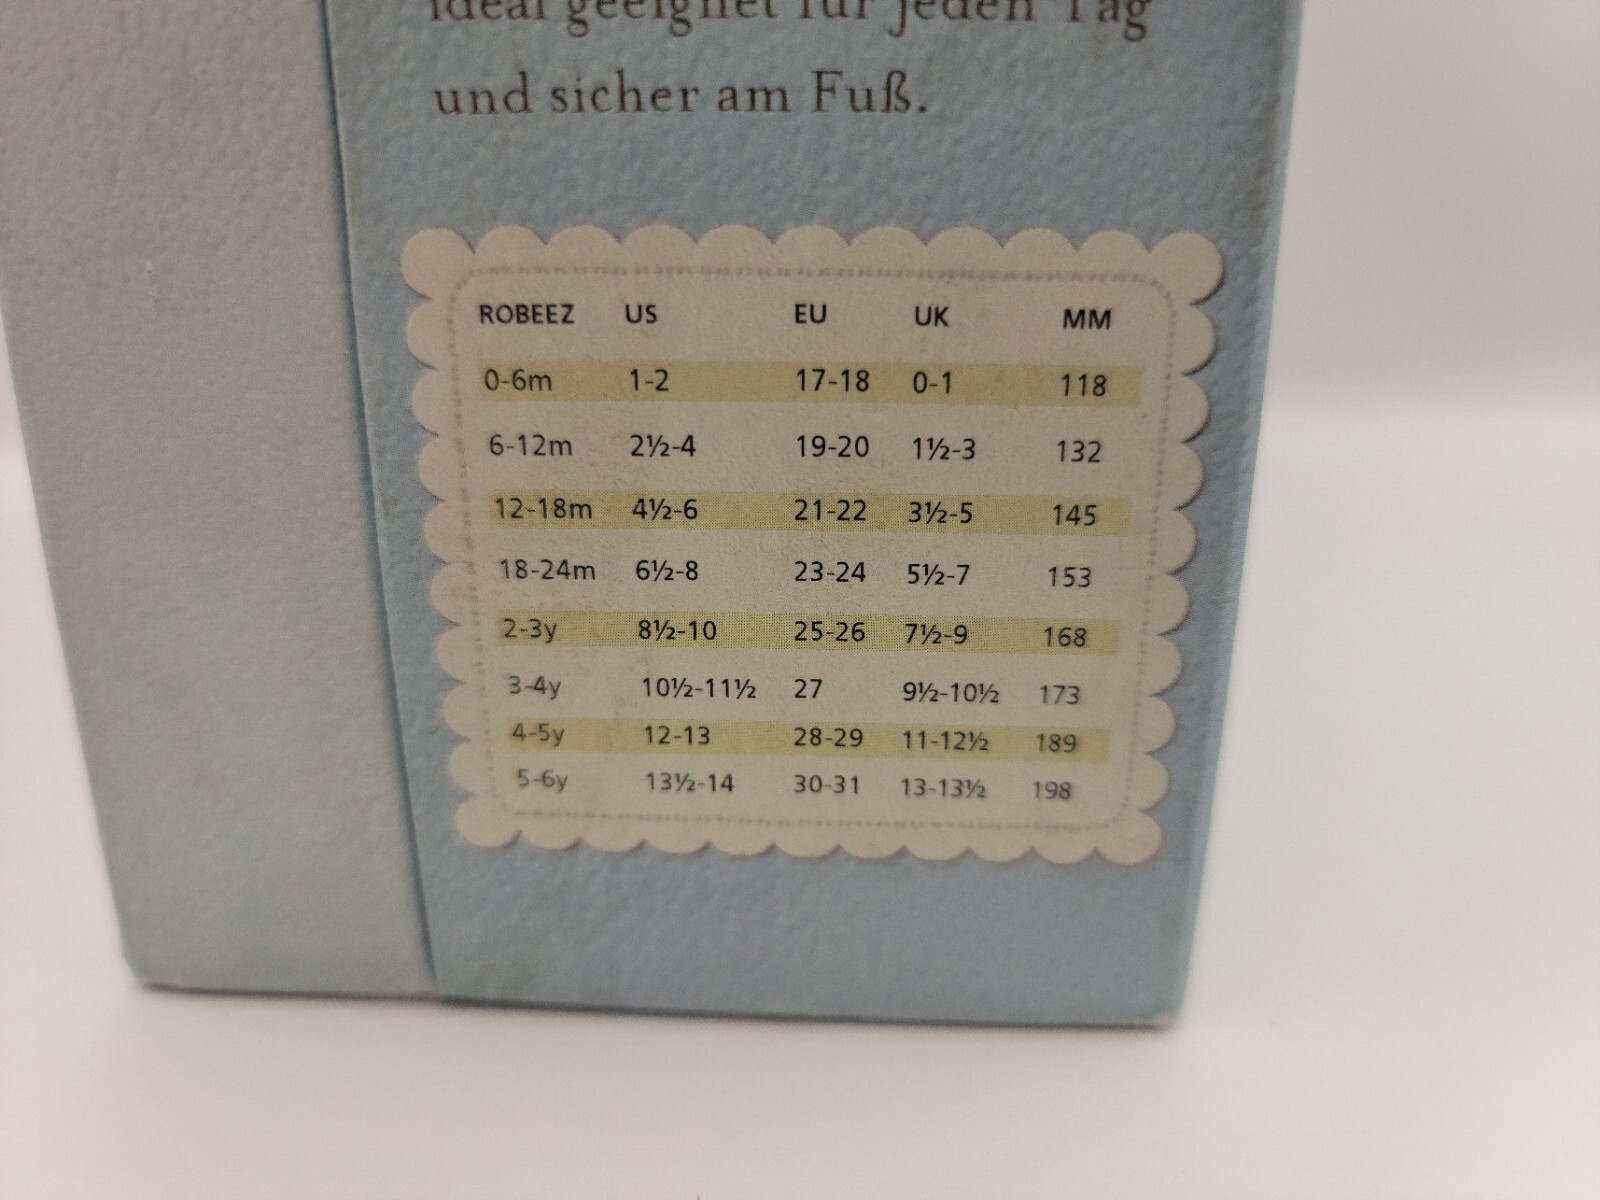 ideal geeignet für jeden Tag
und sicher am Fuß.
ROBEEZ US EU UK MM
0-6m 1-2 17-18 0-1 118
6-12m 2½-4 19-20 1½-3 132
12-18m 4½-6 21-22 3½-5 145
18-24m 6½-8 23-24 5½-7 153
2-3y 8½-10 25-26 7½-9 168
3-4y 10½-11½ 27 9½-10½ 173
4-5y 12-13 28-29 11-12½ 189
5-6y 13½-14 30-31 13-13½ 198